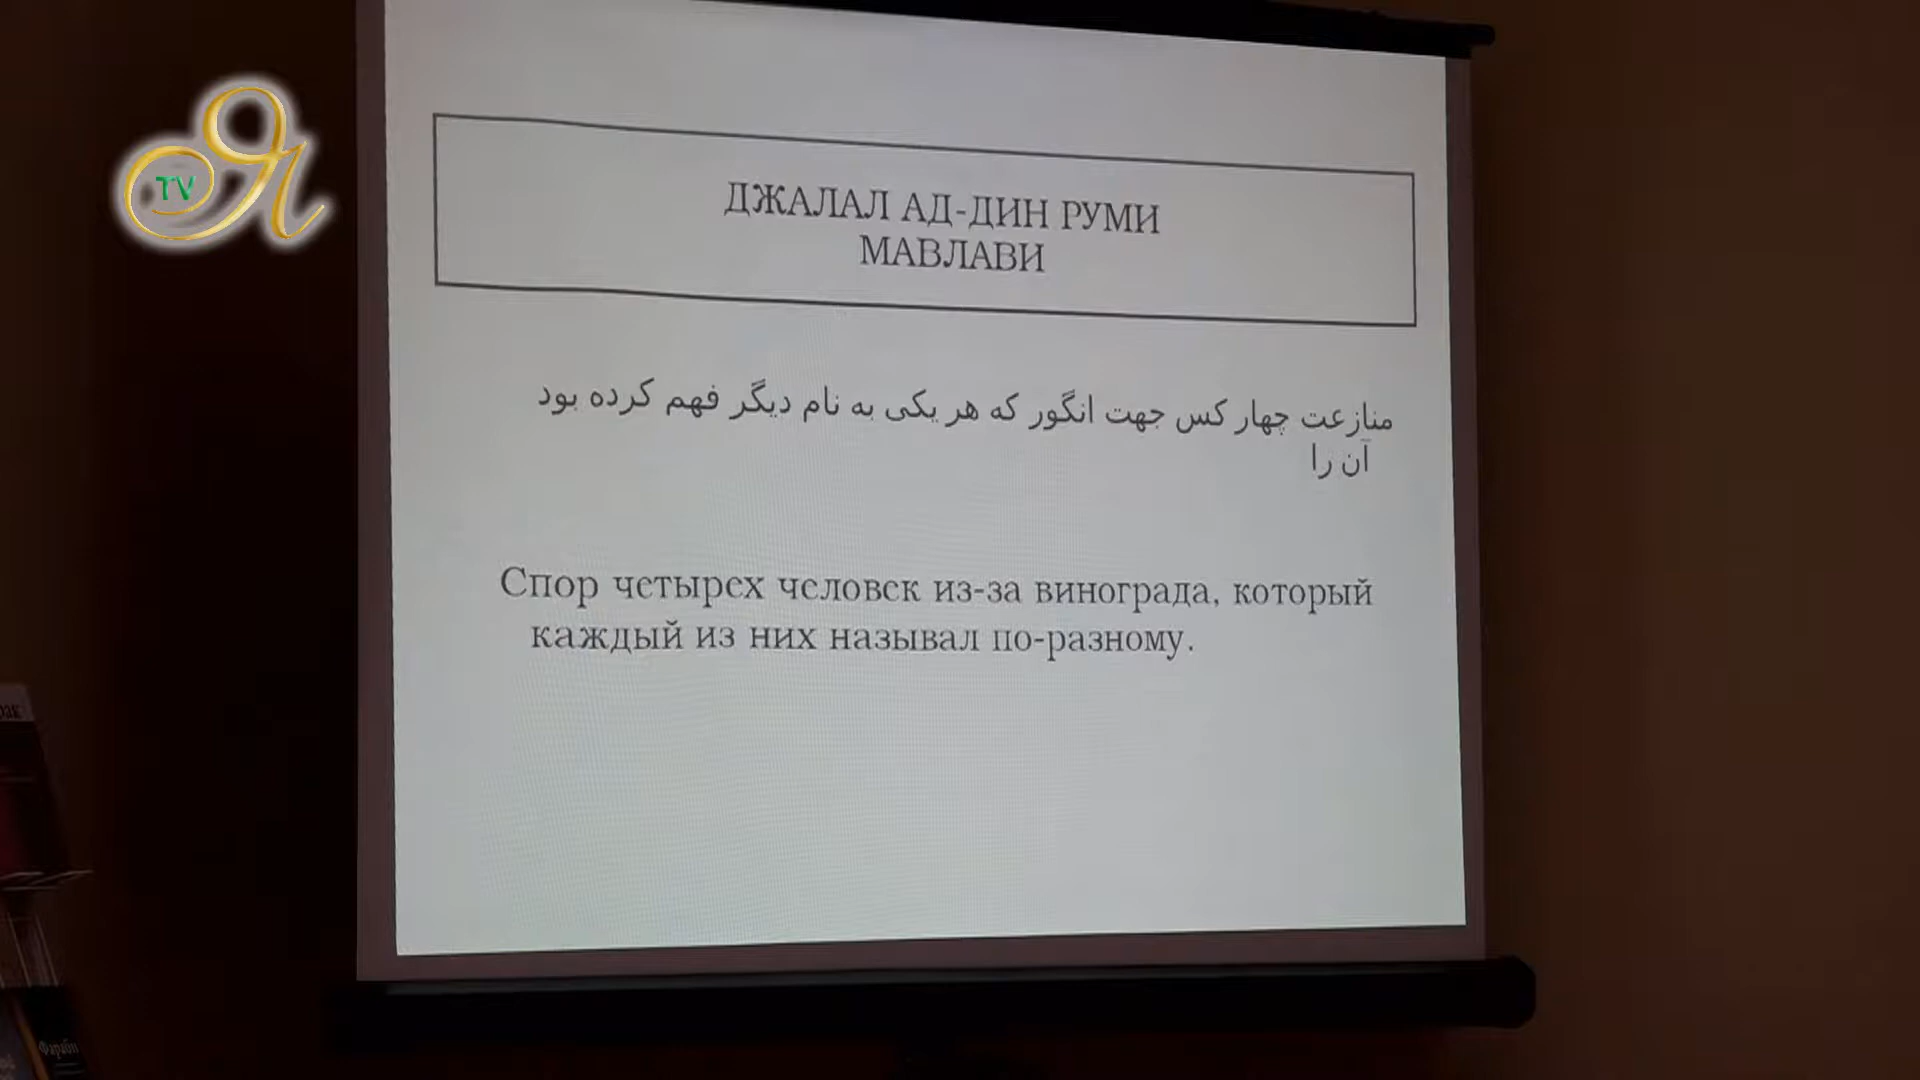 TV Я
ДЖАЛАЛ АД-ДИН РУМИ
МАВЛАВИ
منازعت چهار کس جهت انگور که هر یکی به نام دیگر فهم کرده بود
آن را
Спор четырех человек из-за винограда, который
каждый из них называл по-разному.
Фараби